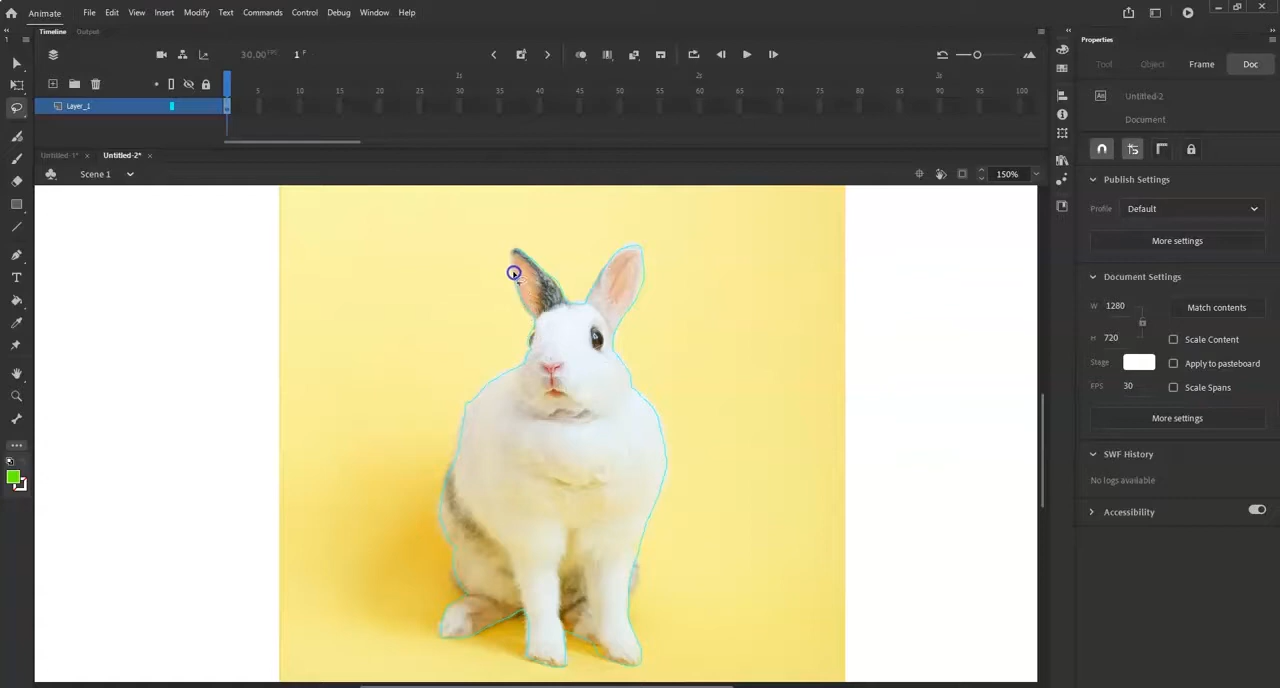 Animate File Edit View Insert Modify Text Commands Control Debug Window Help
Timeline Output
30.00 FPS 1 F
1s 2s 3s
5 10 15 20 25 30 35 40 45 50 55 60 65 70 75 80 85 90 95 100
Layer_1
Untitled-1* × Untitled-2* ×
Scene 1
150%
Properties
Tool Object Frame Doc
Untitled-2
Document
Publish Settings
Profile Default
More settings
Document Settings
W 1280 Match contents
H 720 Scale Content
Stage Apply to pasteboard
FPS 30 Scale Spans
More settings
SWF History
No logs available
Accessibility